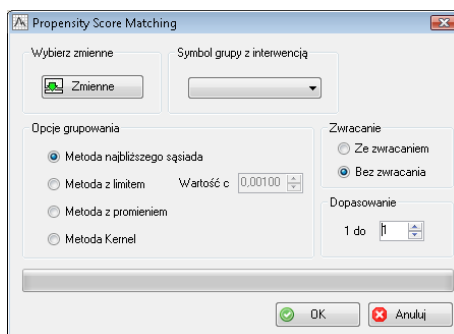 Propensity Score Matching
Wybierz zmienne
Zmienne
Symbol grupy z interwencją
Opcje grupowania
Metoda najbliższego sąsiada
Metoda z limitem Wartość c 0,00100
Metoda z promieniem
Metoda Kernel
Zwracanie
Ze zwracaniem
Bez zwracania
Dopasowanie
1 do 1
OK
Anuluj